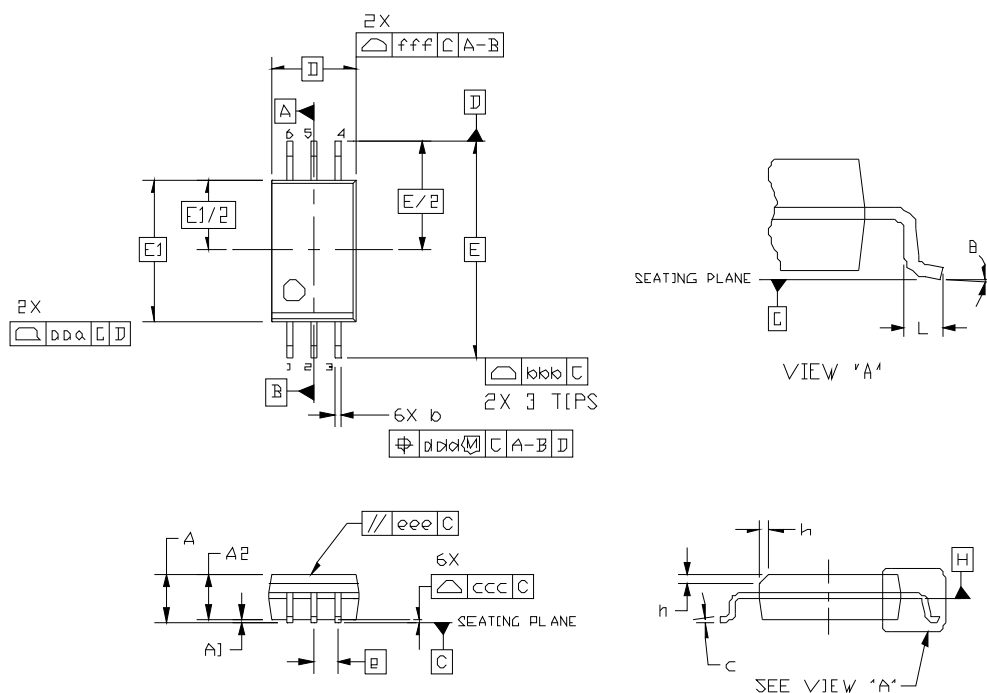 2X
fff C A-B
D
A
D
6 5 4
E1/2
E/2
E1
E
2X
C D
1 2 3
B
bbb C
2X 3 TIPS
6X b
ddd M C A-B D
SEATING PLANE
C
θ
L
VIEW "A"
// eee C
A
A2
6X
ccc C
SEATING PLANE
A1
e
C
h
h
H
c
SEE VIEW "A"